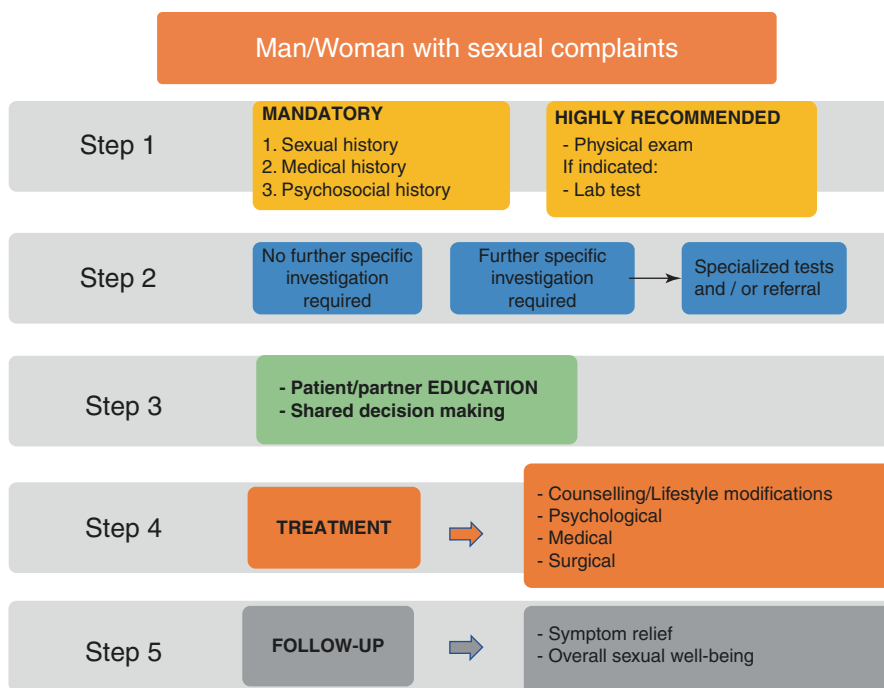 Man/Woman with sexual complaints
Step 1
MANDATORY
1. Sexual history
2. Medical history
3. Psychosocial history
HIGHLY RECOMMENDED
- Physical exam
If indicated:
- Lab test
Step 2
No further specific
investigation
required
Further specific
investigation
required
Specialized tests
and / or referral
Step 3
- Patient/partner EDUCATION
- Shared decision making
Step 4
TREATMENT
- Counselling/Lifestyle modifications
- Psychological
- Medical
- Surgical
Step 5
FOLLOW-UP
- Symptom relief
- Overall sexual well-being